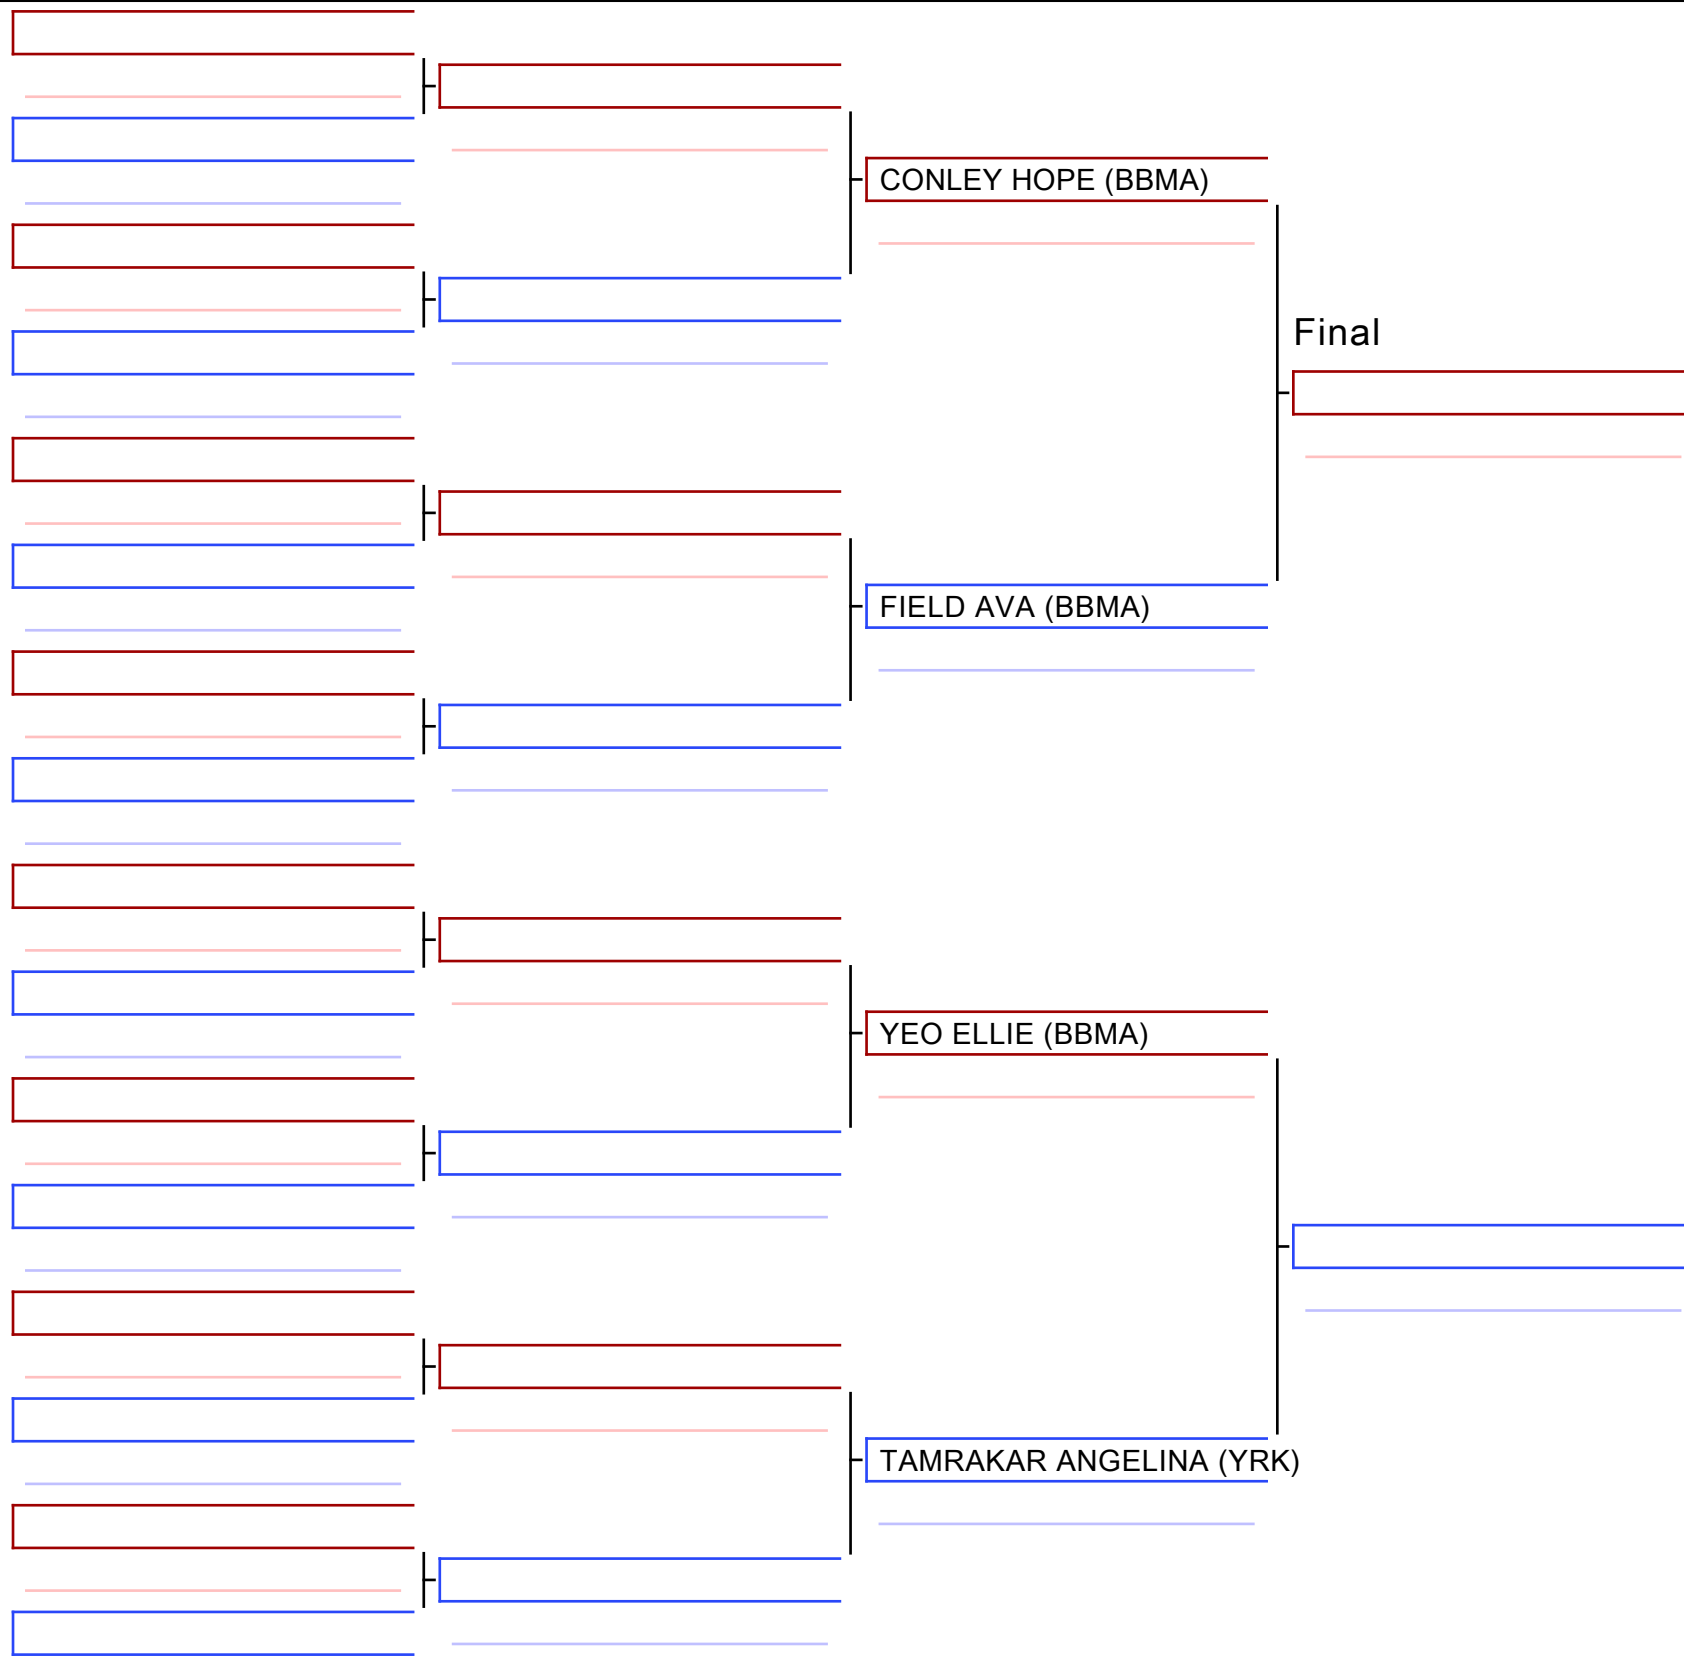 CONLEY HOPE (BBMA)
Final
FIELD AVA (BBMA)
YEO ELLIE (BBMA)
TAMRAKAR ANGELINA (YRK)